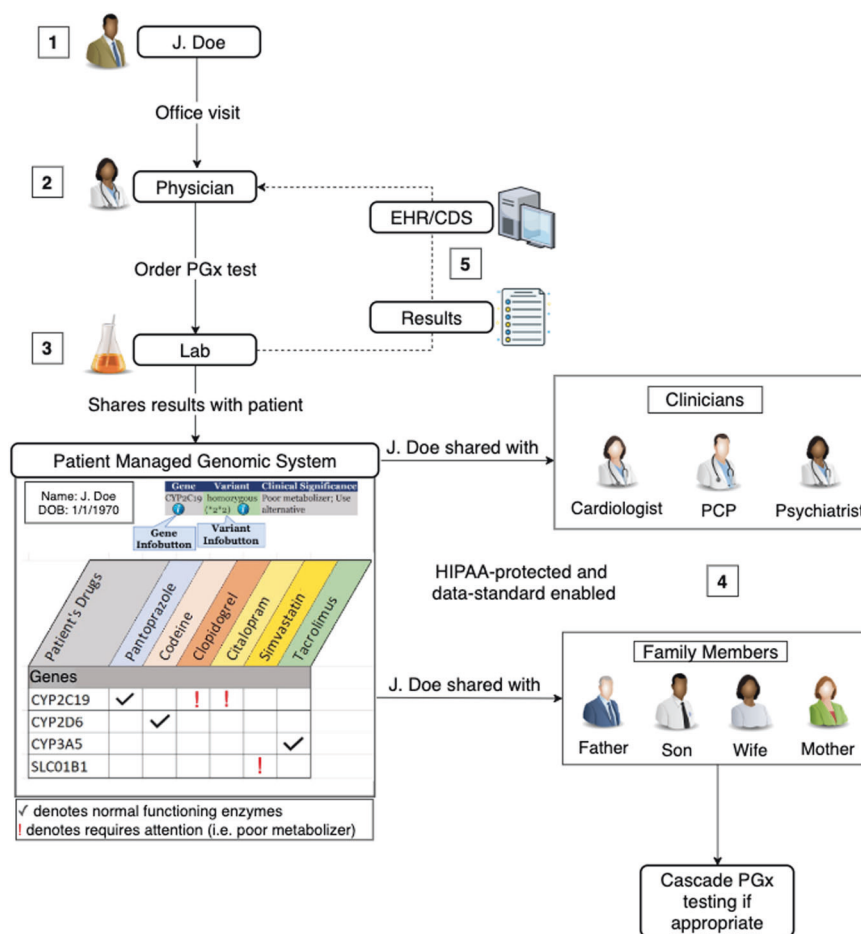 1
J. Doe
Office visit
2
Physician
EHR/CDS
5
Order PGx test
Results
3
Lab
Shares results with patient
Patient Managed Genomic System
J. Doe shared with
Clinicians
Cardiologist
PCP
Psychiatrist
Name: J. Doe
DOB: 1/1/1970
Gene Variant Clinical Significance
CYP2C19 homozygous Poor metabolizer; Use
(*2*2) alternative
Gene
Infobutton
Variant
Infobutton
HIPAA-protected and
data-standard enabled
4
Patient's Drugs
Pantoprazole
Codeine
Clopidogrel
Citalopram
Simvastatin
Tacrolimus
Genes
CYP2C19 ✓ ! !
CYP2D6 ✓
CYP3A5 ✓
SLC01B1 !
J. Doe shared with
Family Members
Father
Son
Wife
Mother
✓ denotes normal functioning enzymes
! denotes requires attention (i.e. poor metabolizer)
Cascade PGx
testing if
appropriate